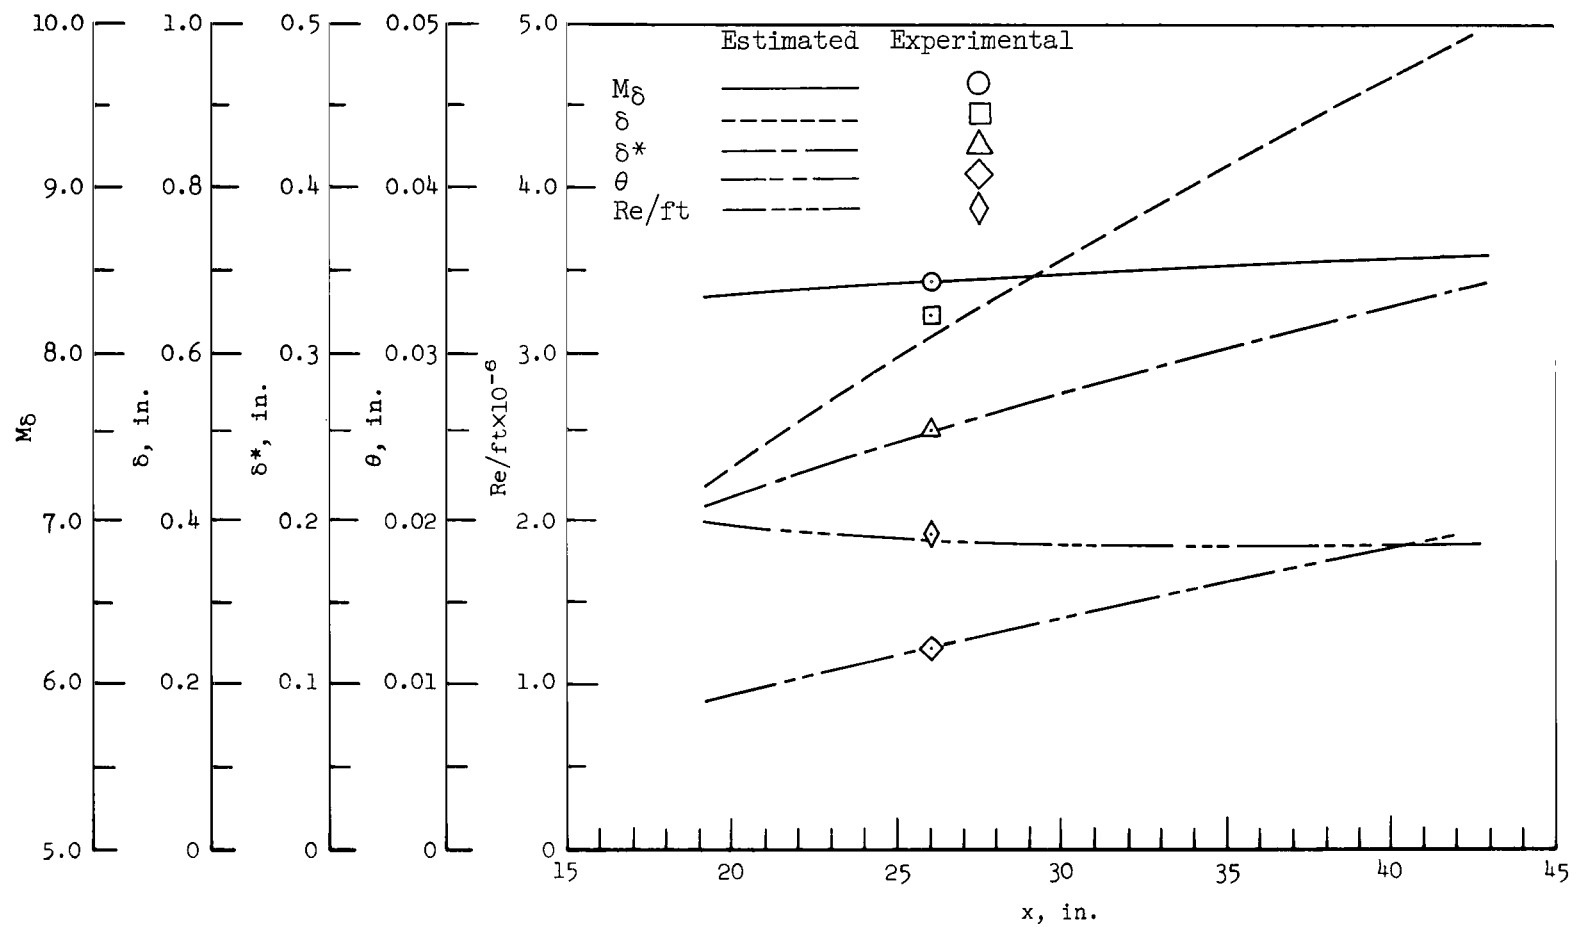 10.0 1.0 0.5 0.05 5.0
Estimated Experimental
Mδ
δ
δ*
θ
Re/ft
9.0 0.8 0.4 0.04 4.0
8.0 0.6 0.3 0.03 3.0
Mδ
δ, in.
δ*, in.
θ, in.
Re/ft×10⁻⁶
7.0 0.4 0.2 0.02 2.0
6.0 0.2 0.1 0.01 1.0
5.0 0 0 0 0
15 20 25 30 35 40 45
x, in.